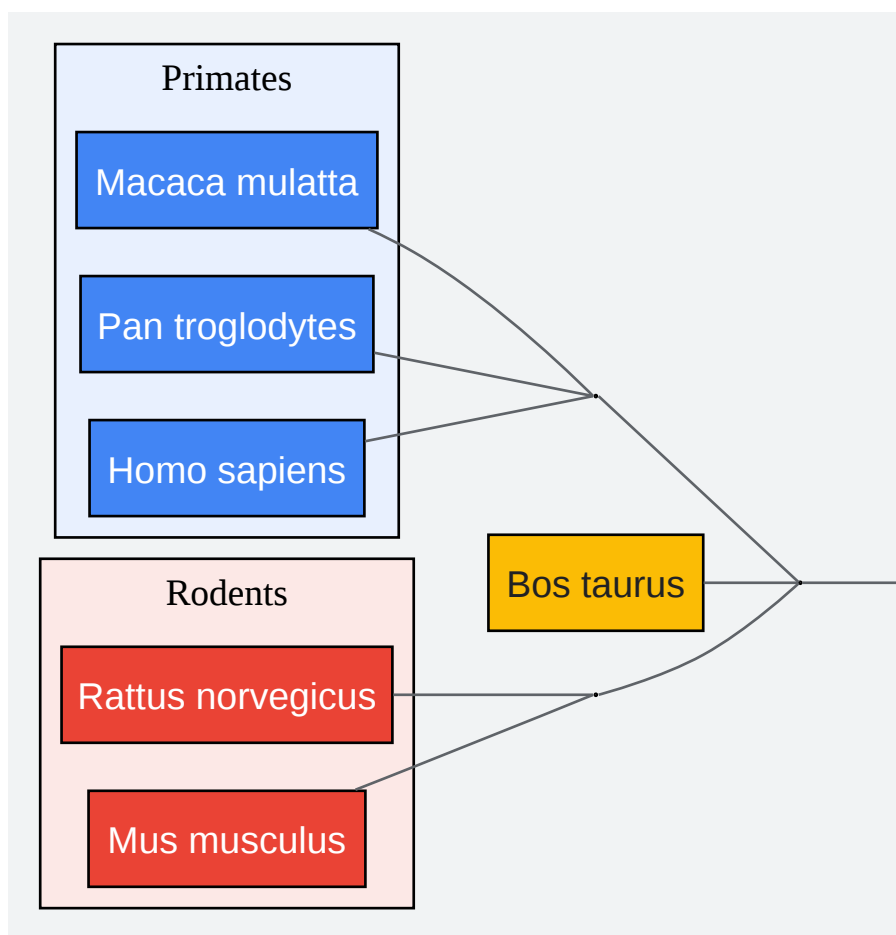 Primates
Macaca mulatta
Pan troglodytes
Homo sapiens
Bos taurus
Rodents
Rattus norvegicus
Mus musculus